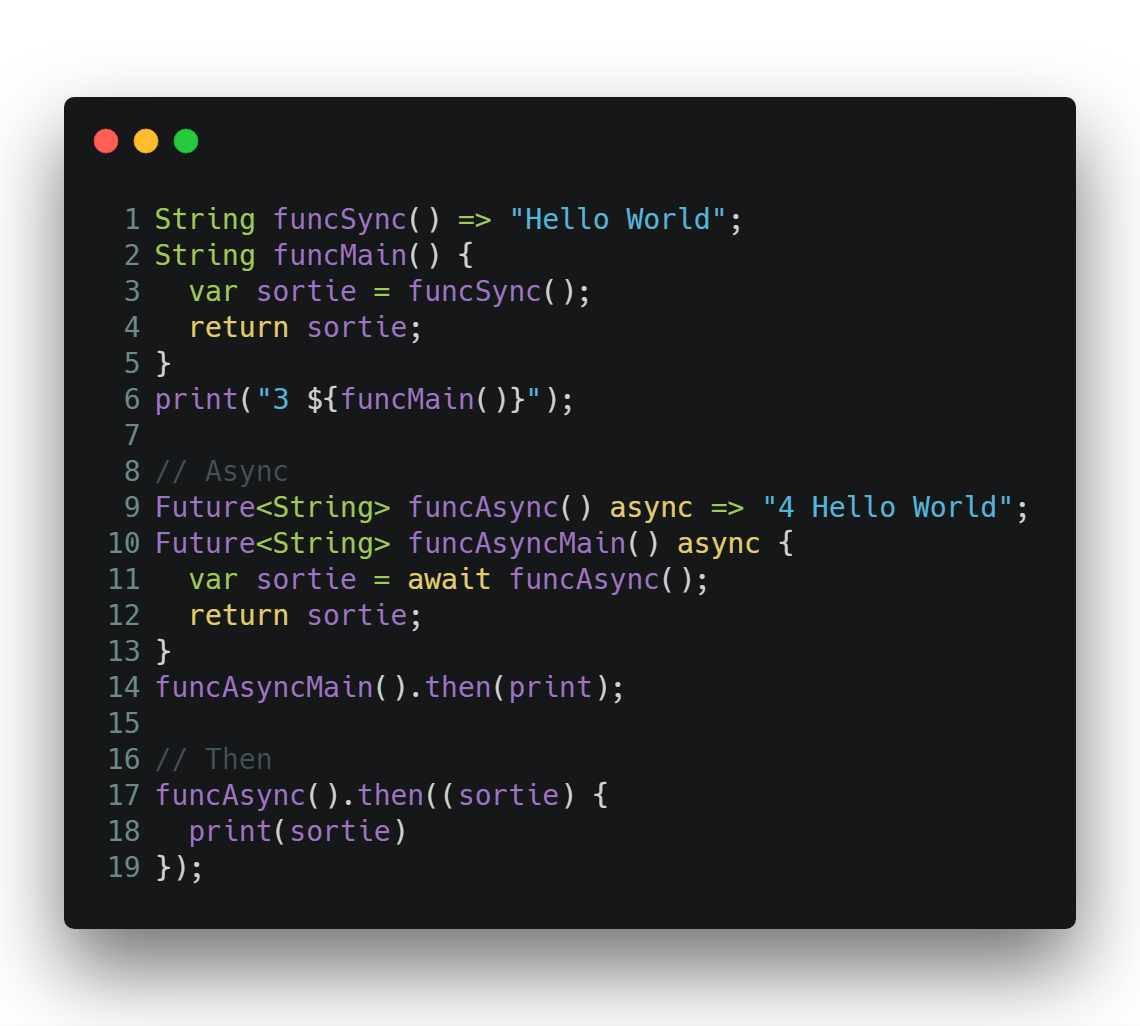 1 String funcSync() => "Hello World";
2 String funcMain() {
3   var sortie = funcSync();
4   return sortie;
5 }
6 print("3 ${funcMain()}");
7
8 // Async
9 Future<String> funcAsync() async => "4 Hello World";
10 Future<String> funcAsyncMain() async {
11   var sortie = await funcAsync();
12   return sortie;
13 }
14 funcAsyncMain().then(print);
15
16 // Then
17 funcAsync().then((sortie) {
18   print(sortie)
19 });